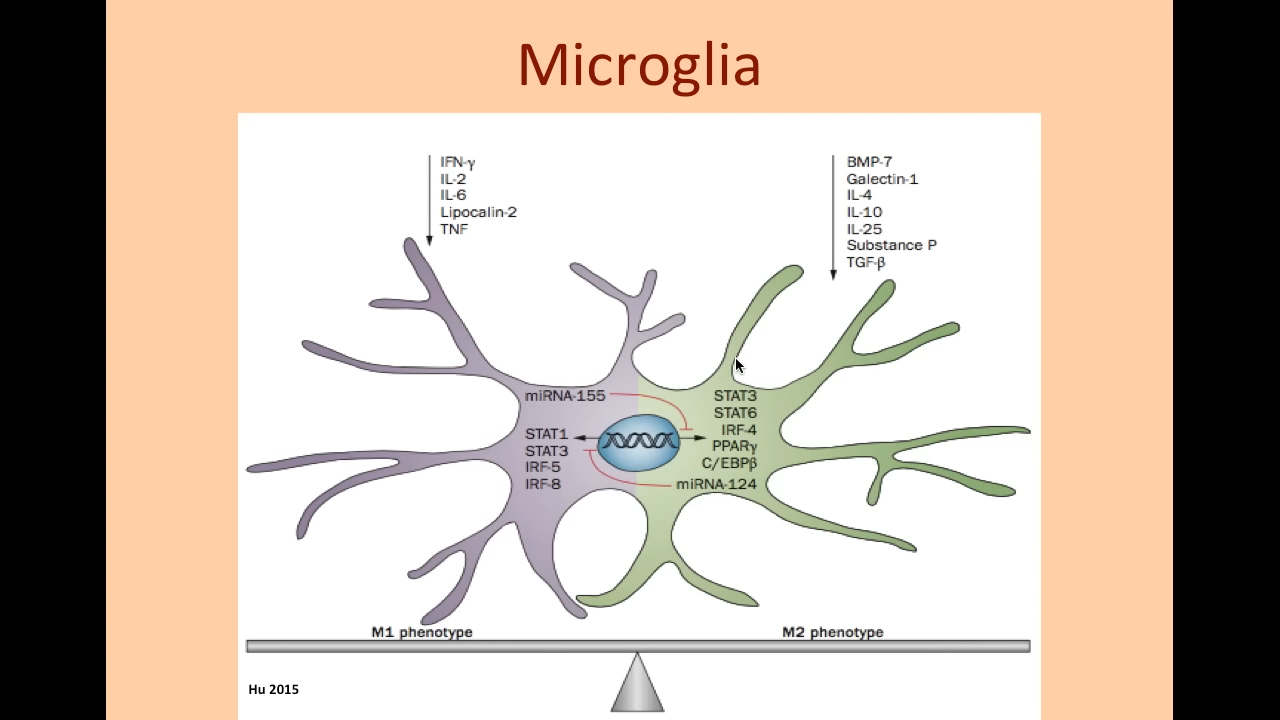 Microglia
IFN-γ
IL-2
IL-6
Lipocalin-2
TNF
BMP-7
Galectin-1
IL-4
IL-10
IL-25
Substance P
TGF-β
miRNA-155
STAT1
STAT3
IRF-5
IRF-8
STAT3
STAT6
IRF-4
PPARγ
C/EBPβ
miRNA-124
M1 phenotype
M2 phenotype
Hu 2015